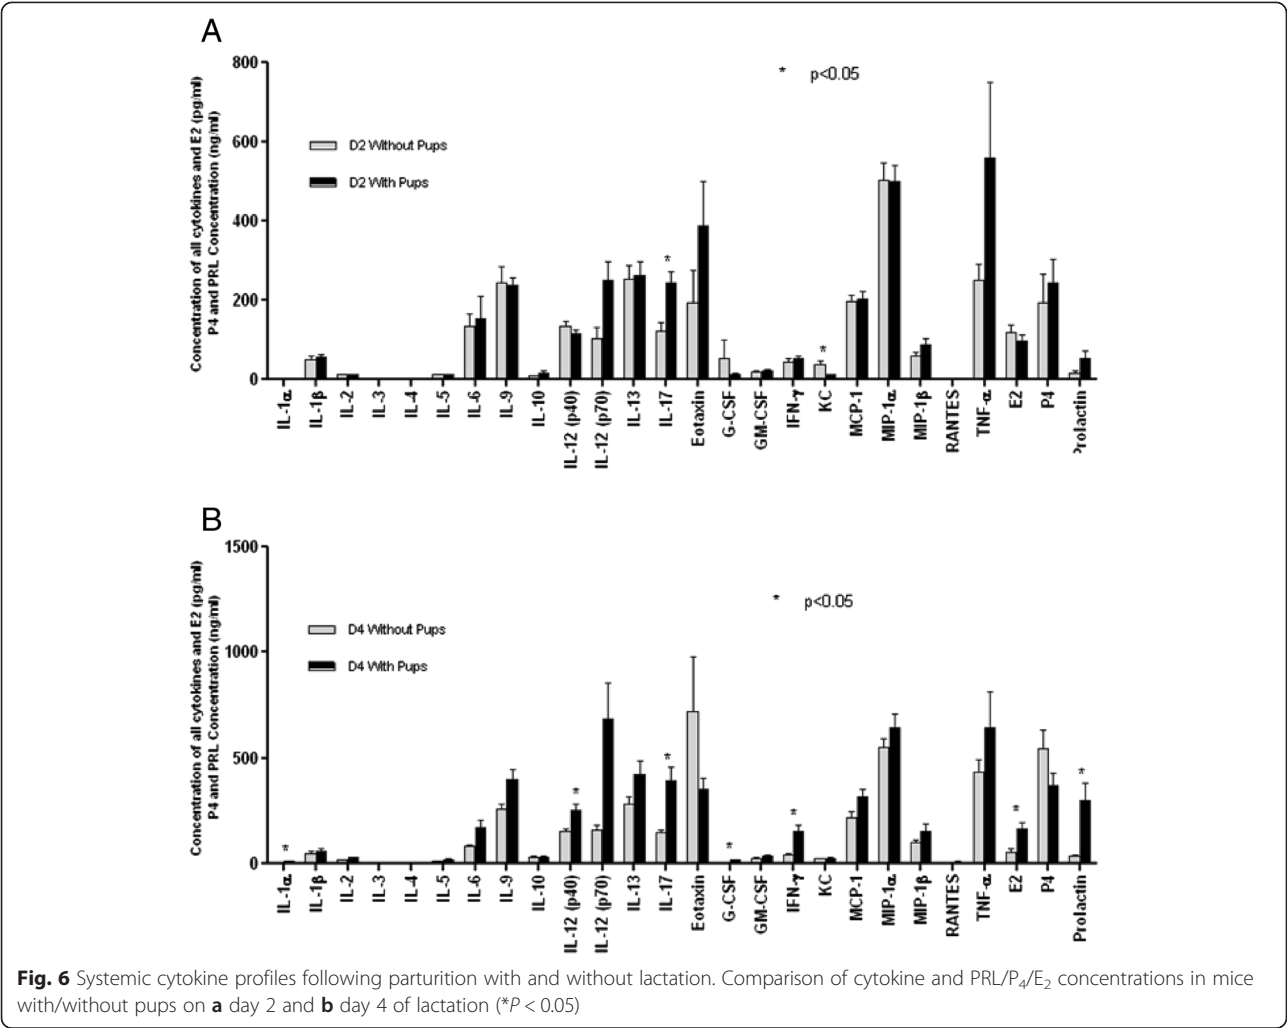 A
800
600
400
200
0
Concentration of all cytokines and E2 (pg/ml)
P4 and PRL Concentration (ng/ml)
* p<0.05
D2 Without Pups
D2 With Pups
*
*
IL-1α
IL-1β
IL-2
IL-3
IL-4
IL-5
IL-6
IL-9
IL-10
IL-12 (p40)
IL-12 (p70)
IL-13
IL-17
Eotaxin
G-CSF
GM-CSF
IFN-γ
KC
MCP-1
MIP-1α
MIP-1β
RANTES
TNF-α
E2
P4
Prolactin
B
1500
1000
500
0
Concentration of all cytokines and E2 (pg/ml)
P4 and PRL Concentration (ng/ml)
* p<0.05
D4 Without Pups
D4 With Pups
*
*
*
*
*
*
*
IL-1α
IL-1β
IL-2
IL-3
IL-4
IL-5
IL-6
IL-9
IL-10
IL-12 (p40)
IL-12 (p70)
IL-13
IL-17
Eotaxin
G-CSF
GM-CSF
IFN-γ
KC
MCP-1
MIP-1α
MIP-1β
RANTES
TNF-α
E2
P4
Prolactin
Fig. 6 Systemic cytokine profiles following parturition with and without lactation. Comparison of cytokine and PRL/P₄/E₂ concentrations in mice
with/without pups on a day 2 and b day 4 of lactation (*P < 0.05)